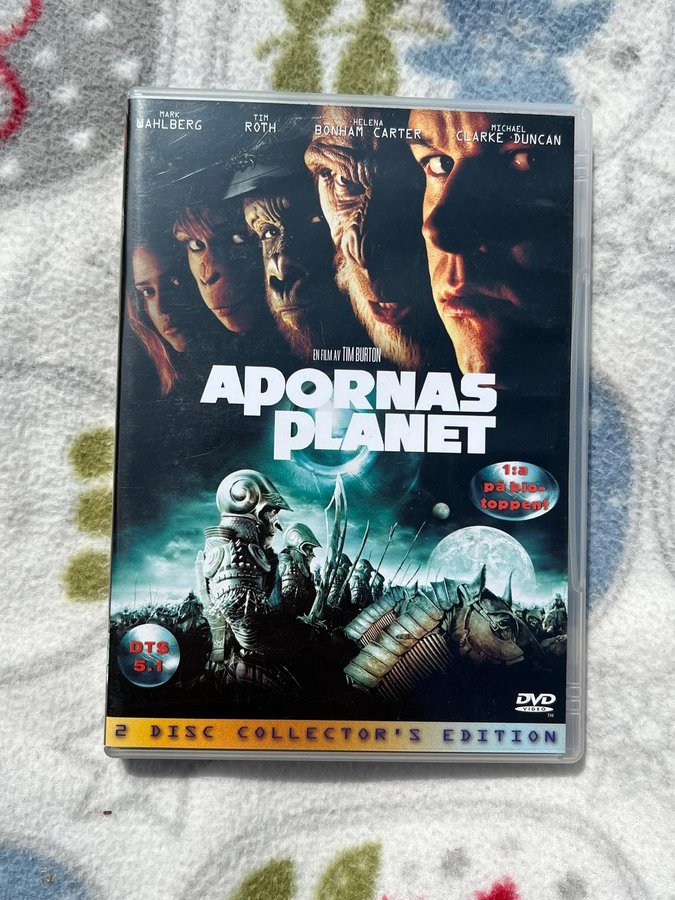 MARK
WAHLBERG
TIM
ROTH
HELENA
BONHAM CARTER
MICHAEL
CLARKE DUNCAN
EN FILM AV TIM BURTON
APORNAS
PLANET
1:a
på bio-
toppen!
DTS
5.1
DVD
VIDEO
TM
2 DISC COLLECTOR'S EDITION